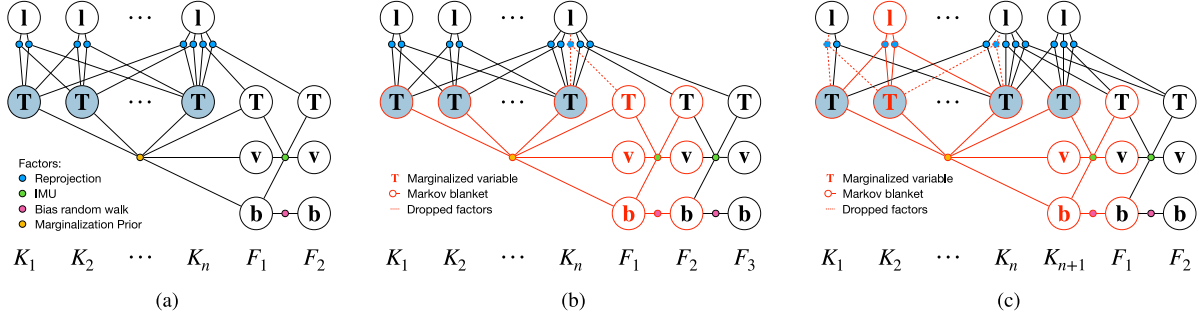 l l ··· l
T T ··· T T T
v v
b b
Factors:
Reprojection
IMU
Bias random walk
Marginalization Prior
K1 K2 ··· Kn F1 F2
(a)
l l ··· l
T T ··· T T T T
v v v
b b b
T Marginalized variable
Markov blanket
Dropped factors
K1 K2 ··· Kn F1 F2 F3
(b)
l l ··· l l
T T ··· T T T T
v v v
b b b
T Marginalized variable
Markov blanket
Dropped factors
K1 K2 ··· Kn Kn+1 F1 F2
(c)